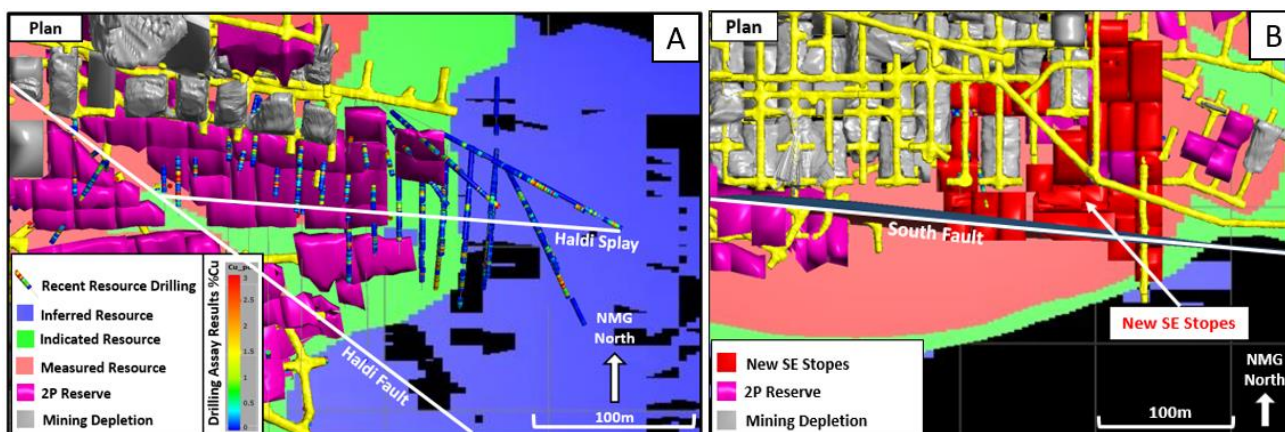 Plan
A
Haldi Splay
Haldi Fault
Recent Resource Drilling
Inferred Resource
Indicated Resource
Measured Resource
2P Reserve
Mining Depletion
Drilling Assay Results %Cu
3
2.5
2
1.5
1
0.5
0
NMG
North
100m
Plan
B
South Fault
New SE Stopes
New SE Stopes
2P Reserve
Mining Depletion
NMG
North
100m